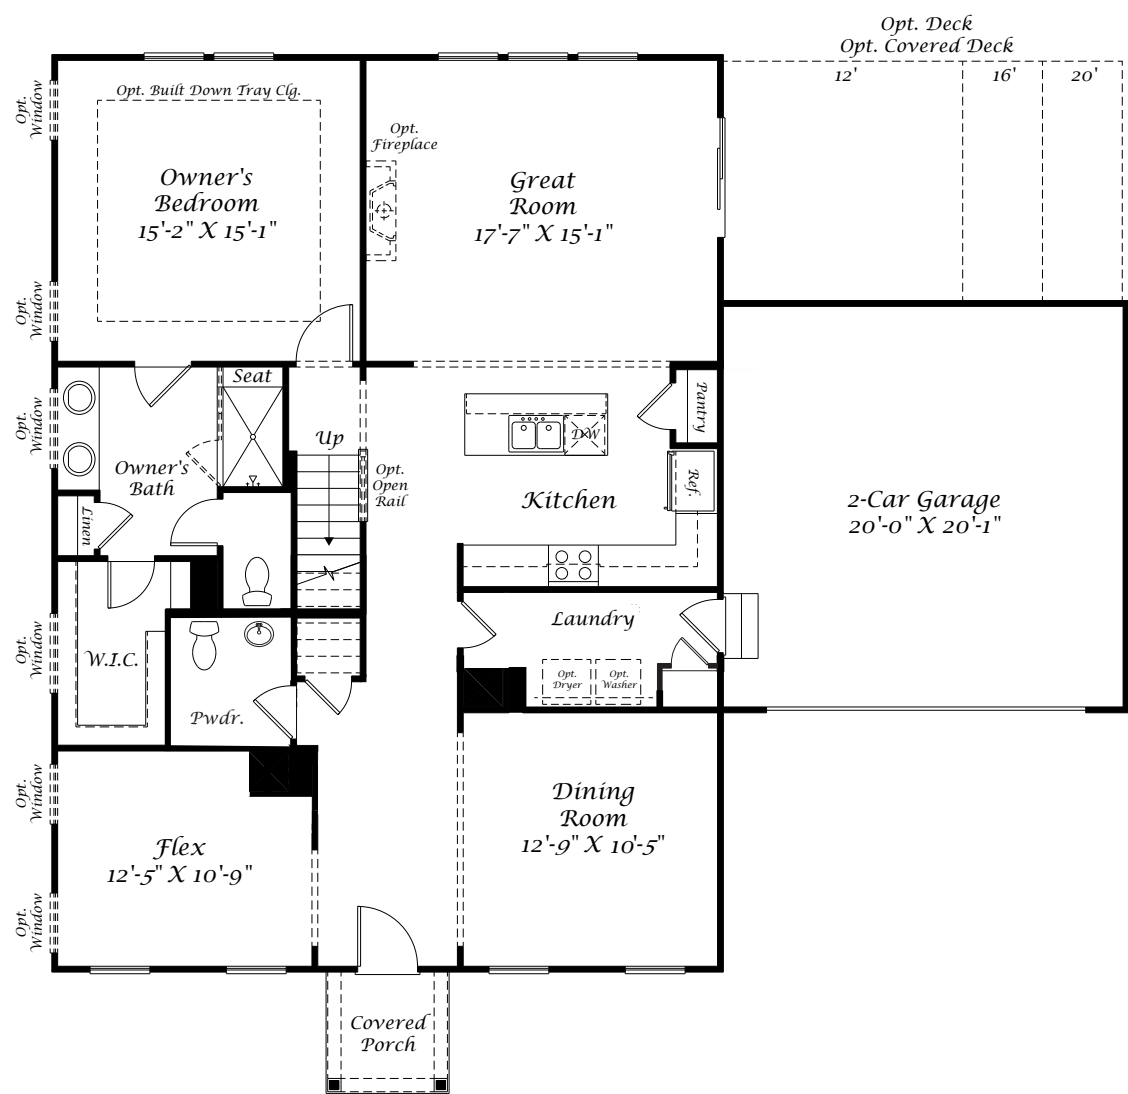 Opt. Deck
Opt. Covered Deck
12'
16'
20'
Opt.
Window
Opt. Built Down Tray Clg.
Opt.
Fireplace
Owner's
Bedroom
15'-2" X 15'-1"
Great
Room
17'-7" X 15'-1"
Opt.
Window
Seat
Pantry
Opt.
Window
Up
DW
Owner's
Bath
Opt.
Open
Rail
Ref.
Kitchen
2-Car Garage
20'-0" X 20'-1"
Linen
Laundry
Opt.
Window
W.I.C.
Opt.
Dryer
Opt.
Washer
Pwdr.
Opt.
Window
Dining
Room
12'-9" X 10'-5"
Flex
12'-5" X 10'-9"
Opt.
Window
Covered
Porch